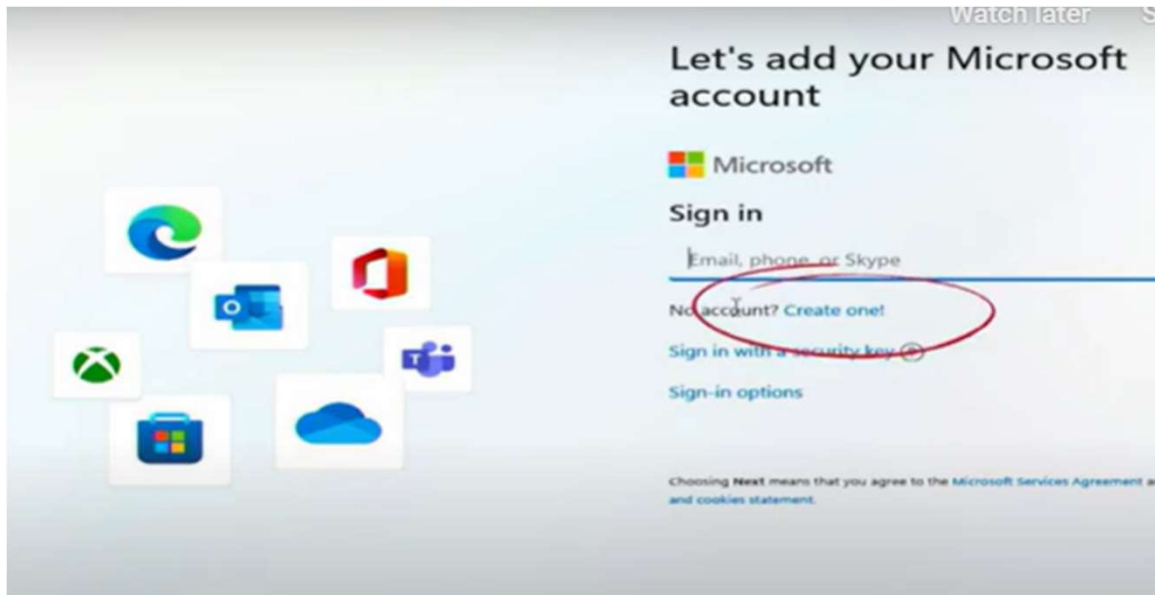 Watch later
Let's add your Microsoft
account
Microsoft
Sign in
Email, phone, or Skype
No account? Create one!
Sign in with a security key
Sign-in options
Choosing Next means that you agree to the Microsoft Services Agreement
and cookies statement.